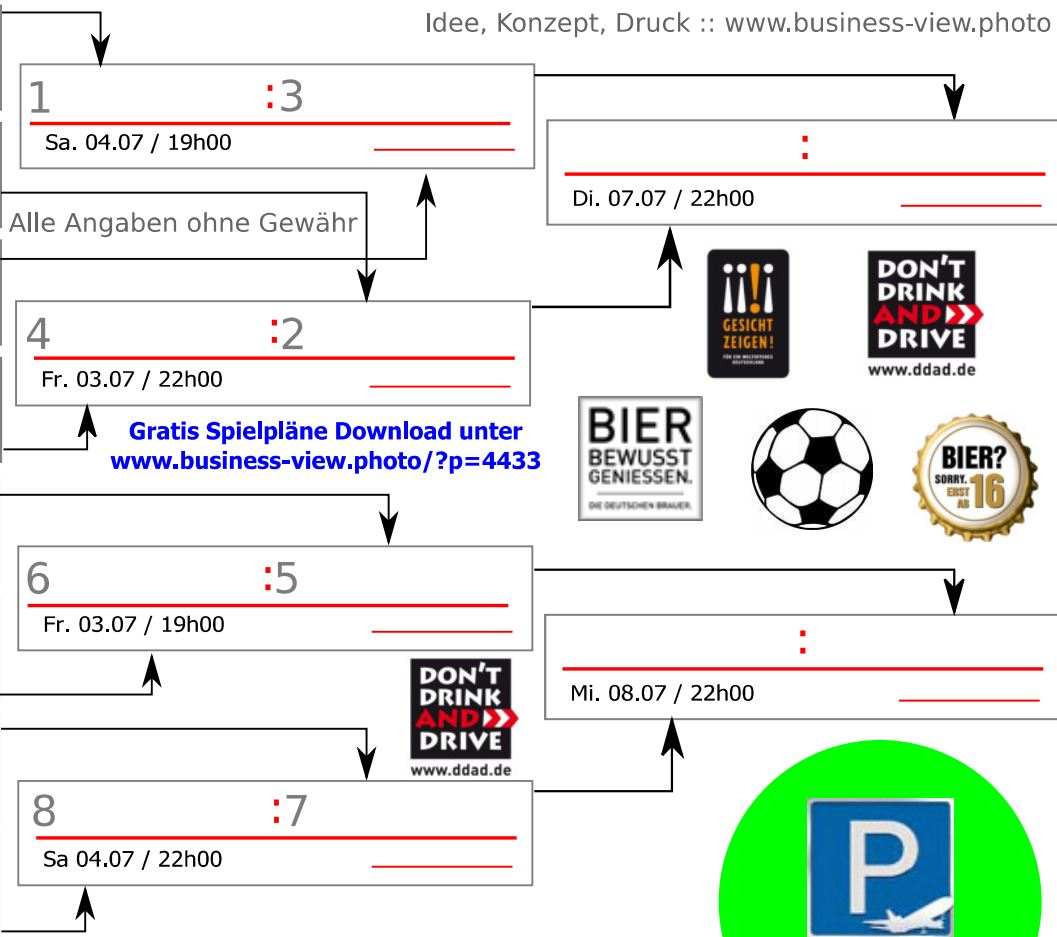 Idee, Konzept, Druck :: www.business-view.photo
1 :3
Sa. 04.07 / 19h00
:
Di. 07.07 / 22h00
Alle Angaben ohne Gewähr
4 :2
Fr. 03.07 / 22h00
GESICHT
ZEIGEN!
FÜR EIN WELTOFFENES
DEUTSCHLAND
DON'T
DRINK
AND
DRIVE
www.ddad.de
Gratis Spielpläne Download unter
www.business-view.photo/?p=4433
BIER
BEWUSST
GENIESSEN.
DIE DEUTSCHEN BRAUER.
BIER?
SORRY.
ERST
AB 16
6 :5
Fr. 03.07 / 19h00
:
Mi. 08.07 / 22h00
DON'T
DRINK
AND
DRIVE
www.ddad.de
8 :7
Sa 04.07 / 22h00
P